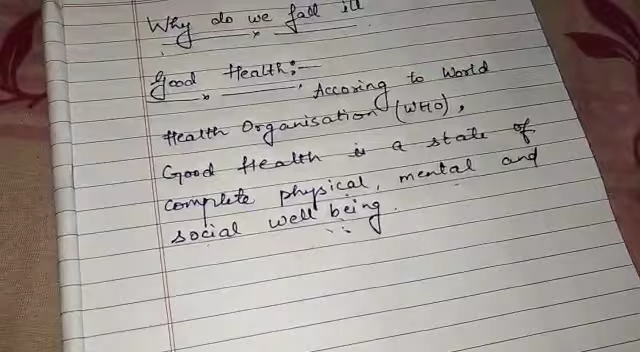 Why do we fall ill
Good Health:-
Accoring to World
Health Organisation (WHO),
Good Health is a state of
complete physical, mental and
social well being.